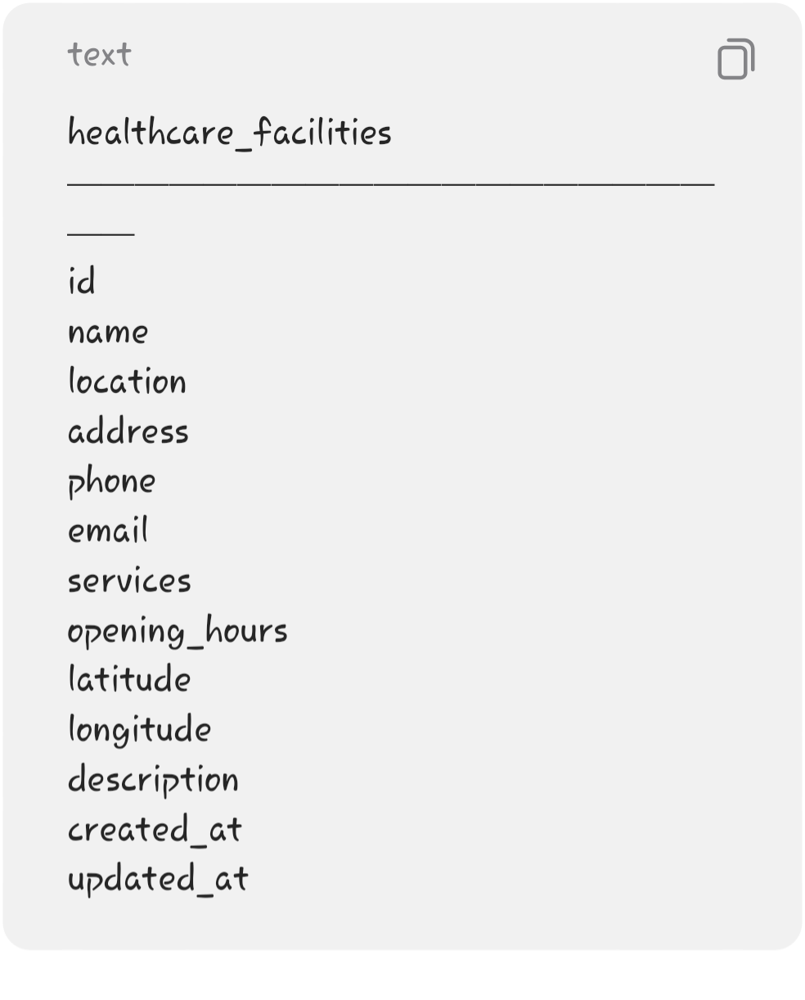 text
healthcare_facilities
───────────────────
──
id
name
location
address
phone
email
services
opening_hours
latitude
longitude
description
created_at
updated_at